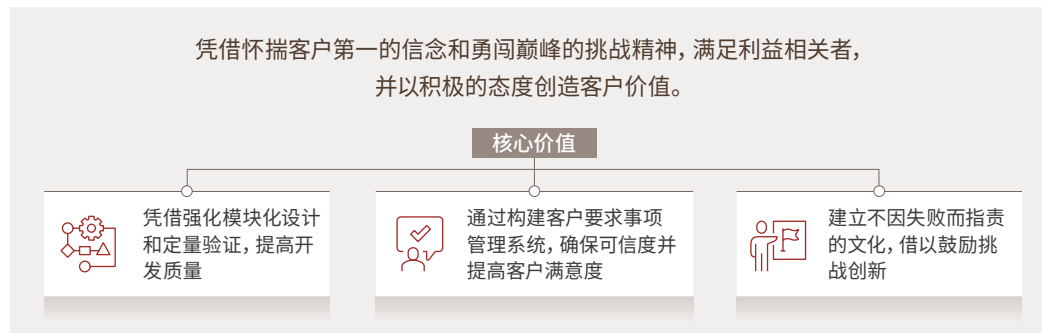 凭借怀揣客户第一的信念和勇闯巅峰的挑战精神，满足利益相关者，
并以积极的态度创造客户价值。
核心价值
凭借强化模块化设计
和定量验证，提高开
发质量
通过构建客户要求事项
管理系统，确保可信度并
提高客户满意度
建立不因失败而指责
的文化，借以鼓励挑
战创新